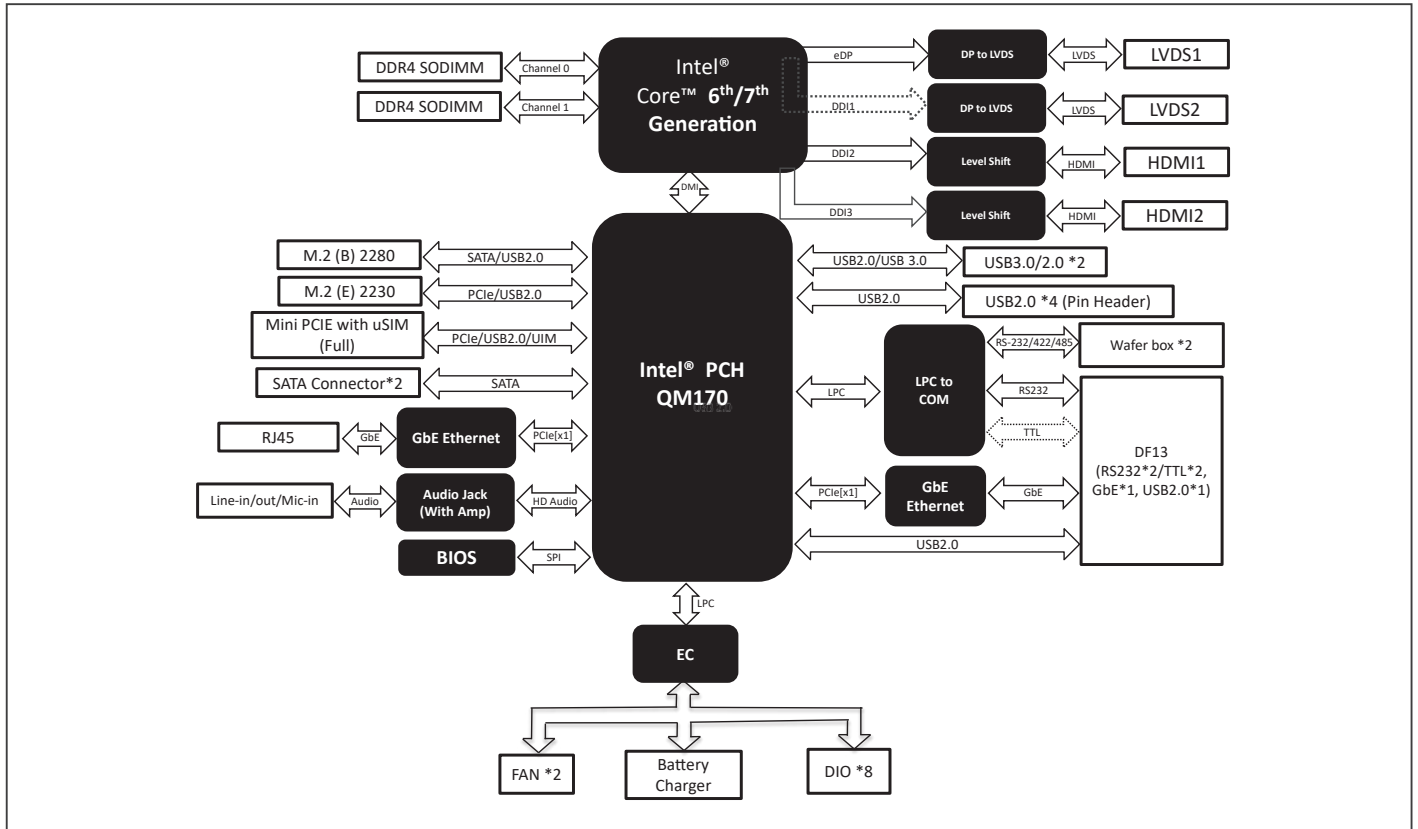 DDR4 SODIMM
Channel 0
DDR4 SODIMM
Channel 1
Intel®
Core™ 6th/7th
Generation
eDP
DP to LVDS
LVDS
LVDS1
DDI1
DP to LVDS
LVDS
LVDS2
DDI2
Level Shift
HDMI
HDMI1
DDI3
Level Shift
HDMI
HDMI2
DMI
M.2 (B) 2280
SATA/USB2.0
M.2 (E) 2230
PCIe/USB2.0
Mini PCIE with uSIM
(Full)
PCIe/USB2.0/UIM
SATA Connector*2
SATA
RJ45
GbE
GbE Ethernet
PCIe[x1]
Line-in/out/Mic-in
Audio
Audio Jack
(With Amp)
HD Audio
BIOS
SPI
Intel® PCH
QM170
USB 2.0
USB2.0/USB 3.0
USB3.0/2.0 *2
USB2.0
USB2.0 *4 (Pin Header)
LPC
LPC to
COM
RS-232/422/485
Wafer box *2
RS232
TTL
DF13
(RS232*2/TTL*2,
GbE*1, USB2.0*1)
PCIe[x1]
GbE
Ethernet
GbE
USB2.0
LPC
EC
FAN *2
Battery
Charger
DIO *8